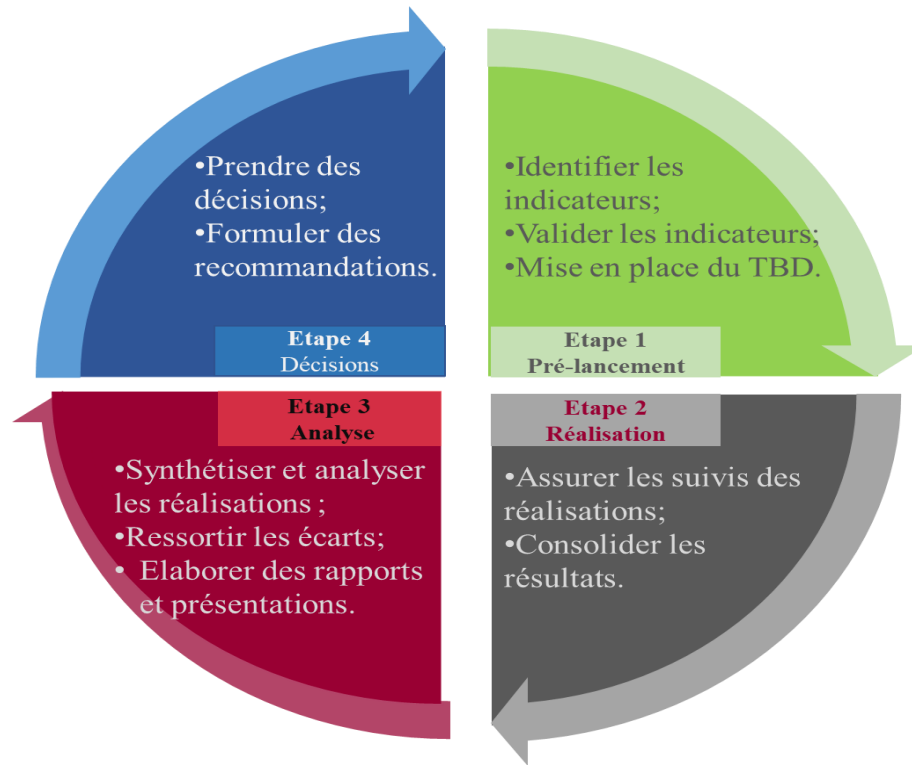 •Identifier les
indicateurs;
•Valider les indicateurs;
•Mise en place du TBD.
Etape 1
Pré-lancement
Etape 2
Réalisation
•Assurer les suivis des
réalisations;
•Consolider les
résultats.
Etape 3
Analyse
•Synthétiser et analyser
les réalisations ;
•Ressortir les écarts;
• Elaborer des rapports
et présentations.
•Prendre des
décisions;
•Formuler des
recommandations.
Etape 4
Décisions